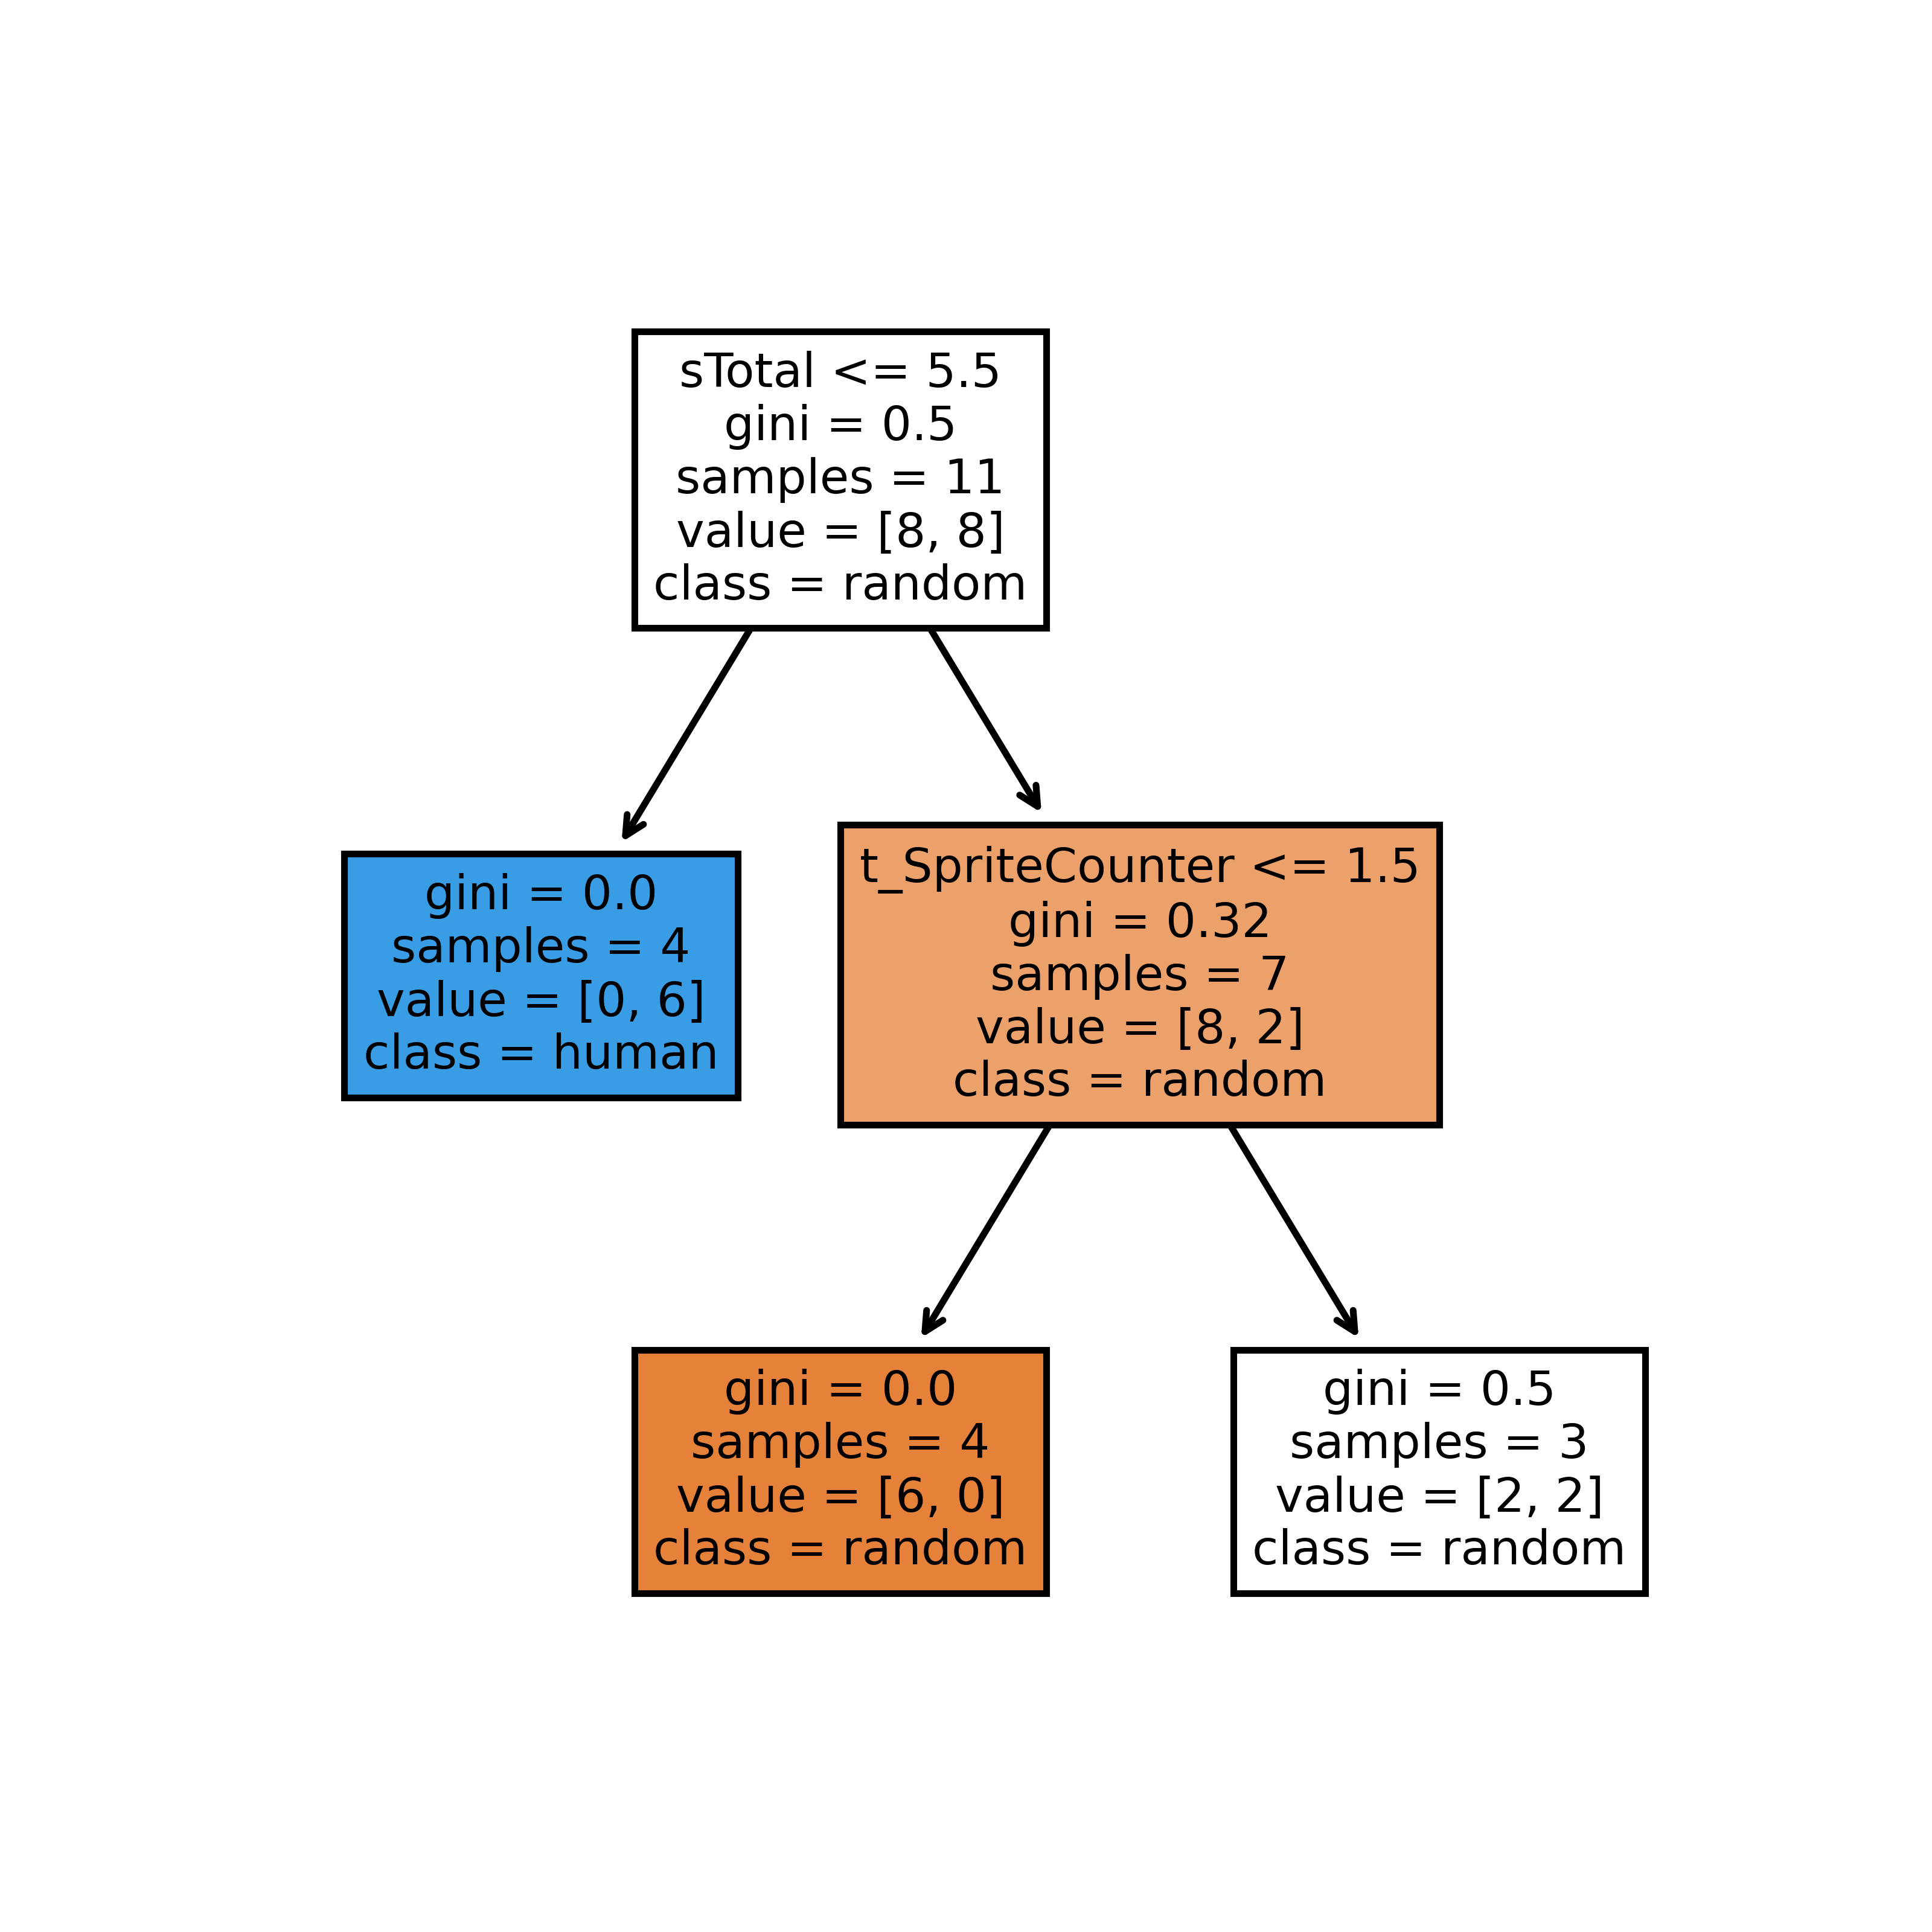 sTotal <= 5.5
gini = 0.5
samples = 11
value = [8, 8]
class = random
gini = 0.0
samples = 4
value = [0, 6]
class = human
t_SpriteCounter <= 1.5
gini = 0.32
samples = 7
value = [8, 2]
class = random
gini = 0.0
samples = 4
value = [6, 0]
class = random
gini = 0.5
samples = 3
value = [2, 2]
class = random